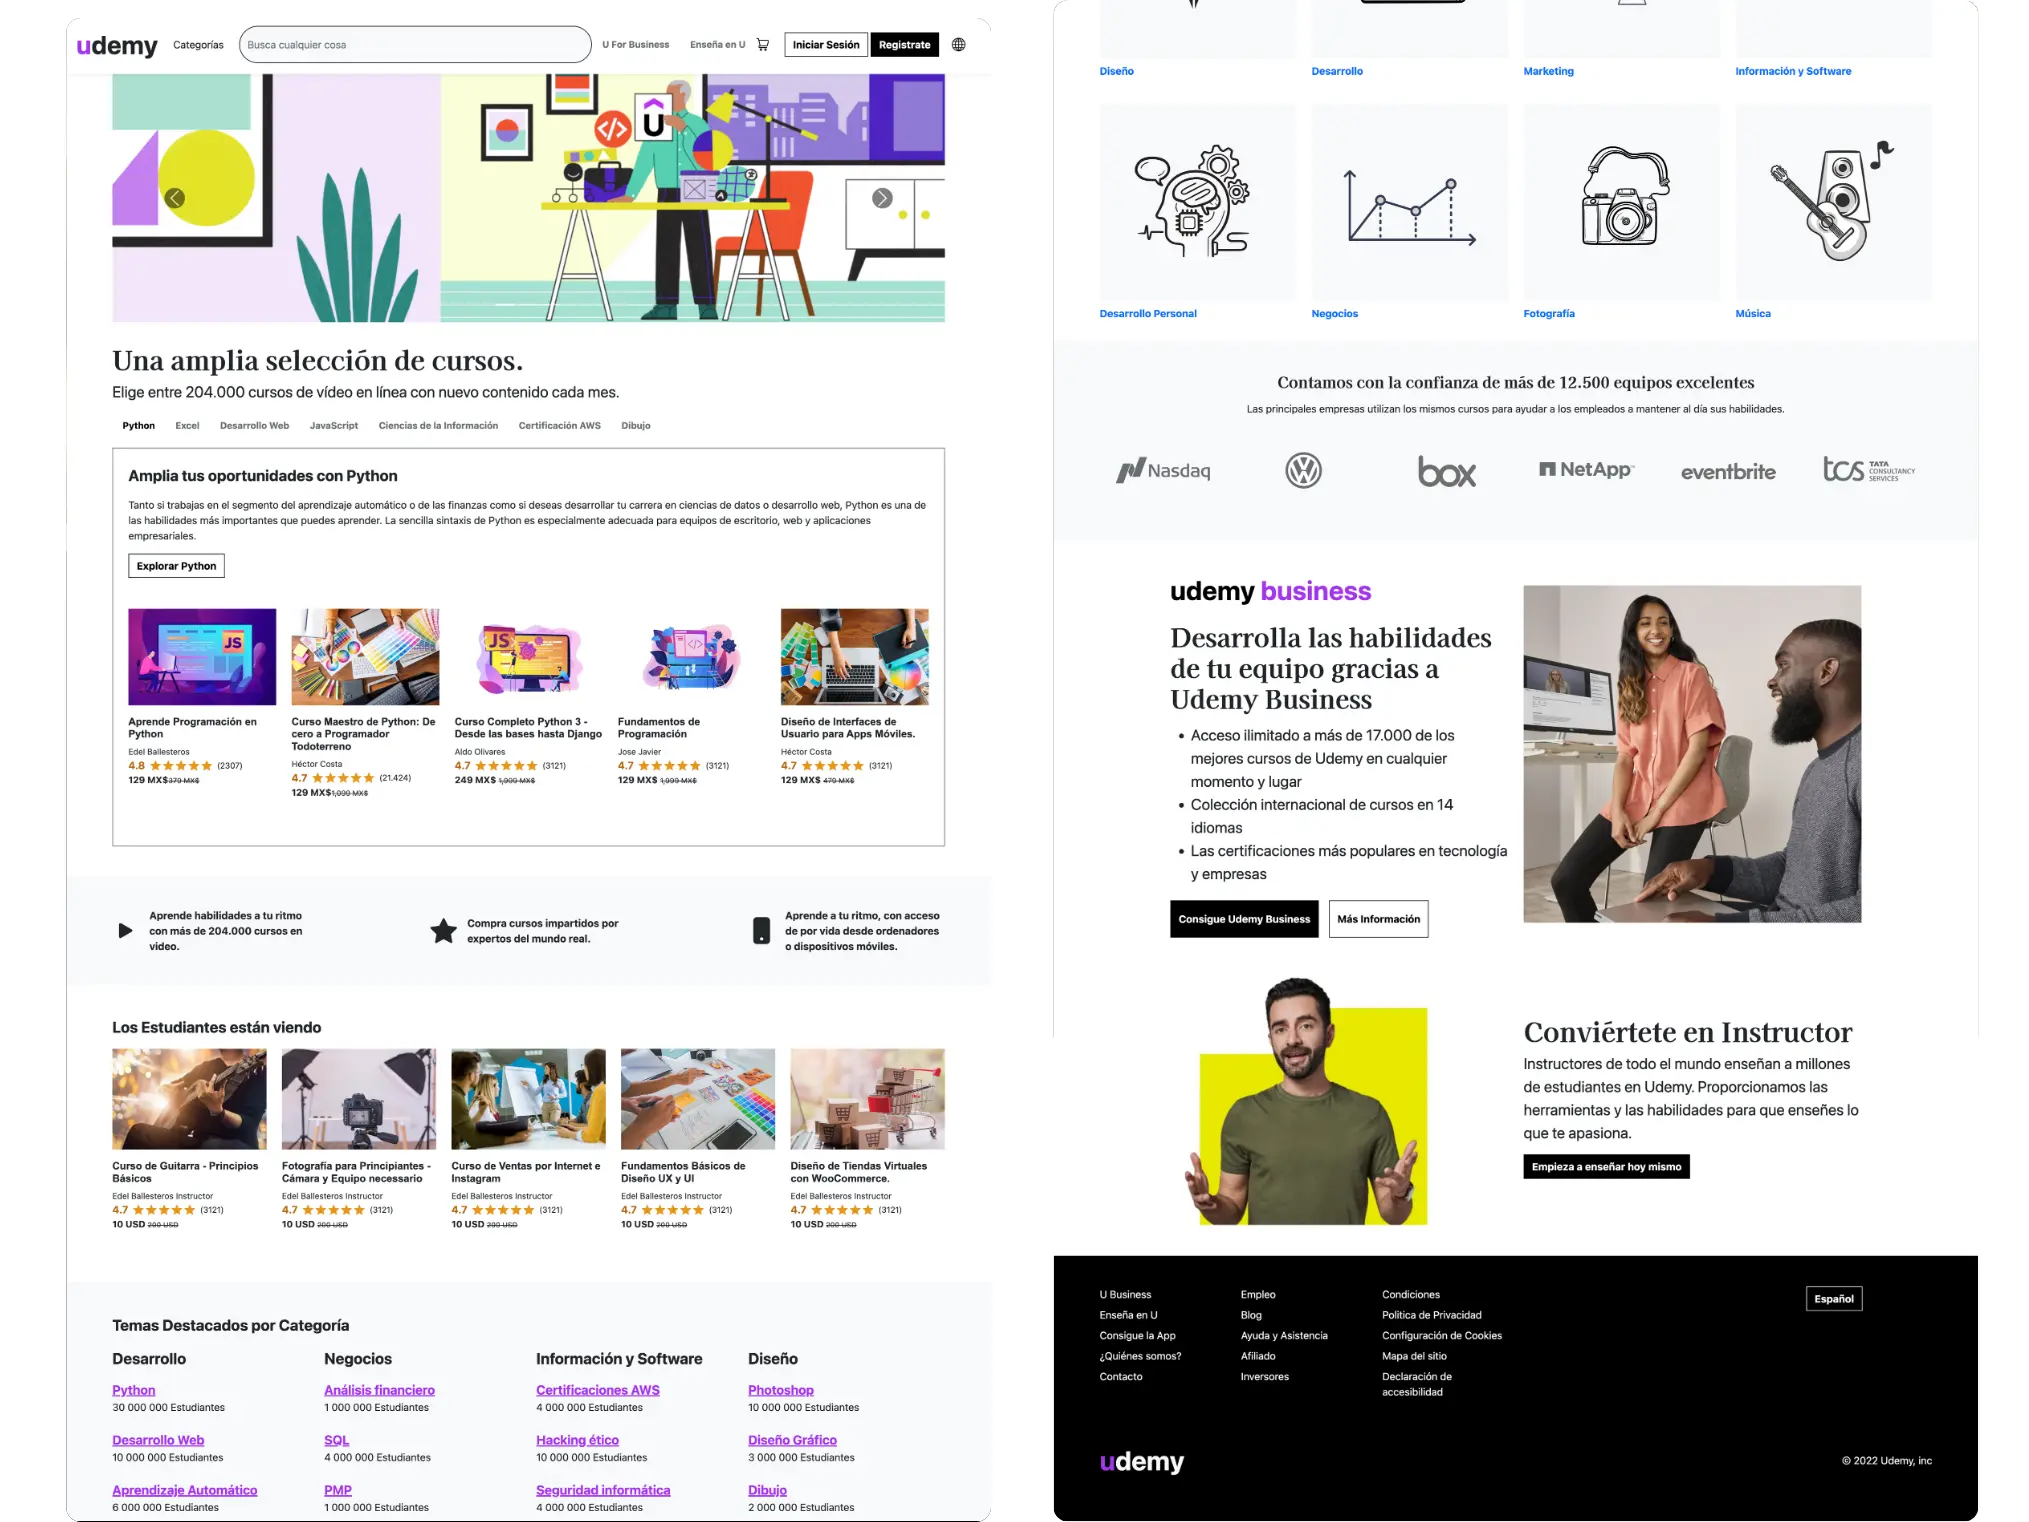 udemy
Categorías
Busca cualquier cosa
U For Business
Enseña en U
Iniciar Sesión
Registrate
U
</>
Una amplia selección de cursos.
Elige entre 204.000 cursos de vídeo en línea con nuevo contenido cada mes.
Python
Excel
Desarrollo Web
JavaScript
Ciencias de la Información
Certificación AWS
Dibujo
Amplia tus oportunidades con Python
Tanto si trabajas en el segmento del aprendizaje automático o de las finanzas como si deseas desarrollar tu carrera en ciencias de datos o desarrollo web, Python es una de
las habilidades más importantes que puedes aprender. La sencilla sintaxis de Python es especialmente adecuada para equipos de escritorio, web y aplicaciones
empresariales.
Explorar Python
JS
Aprende Programación en
Python
Edel Ballesteros
4.8 (2307)
129 MX$379 MX$
Curso Maestro de Python: De
cero a Programador
Todoterreno
Héctor Costa
4.7 (21.424)
129 MX$1,099 MX$
JS
Curso Completo Python 3 -
Desde las bases hasta Django
Aldo Olivares
4.7 (3121)
249 MX$ 1,999 MX$
</>
Fundamentos de
Programación
Jose Javier
4.7 (3121)
129 MX$ 1,099 MX$
Diseño de Interfaces de
Usuario para Apps Móviles.
Héctor Costa
4.7 (3121)
129 MX$ 479 MX$
Aprende habilidades a tu ritmo
con más de 204.000 cursos en
video.
Compra cursos impartidos por
expertos del mundo real.
Aprende a tu ritmo, con acceso
de por vida desde ordenadores
o dispositivos móviles.
Los Estudiantes están viendo
Curso de Guitarra - Principios
Básicos
Edel Ballesteros Instructor
4.7 (3121)
10 USD 200 USD
Fotografía para Principiantes -
Cámara y Equipo necesario
Edel Ballesteros Instructor
4.7 (3121)
10 USD 200 USD
Curso de Ventas por Internet e
Instagram
Edel Ballesteros Instructor
4.7 (3121)
10 USD 200 USD
Fundamentos Básicos de
Diseño UX y UI
Edel Ballesteros Instructor
4.7 (3121)
10 USD 200 USD
Diseño de Tiendas Virtuales
con WooCommerce.
Edel Ballesteros Instructor
4.7 (3121)
10 USD 200 USD
Temas Destacados por Categoría
Desarrollo
Python
30 000 000 Estudiantes
Desarrollo Web
10 000 000 Estudiantes
Aprendizaje Automático
6 000 000 Estudiantes
Negocios
Análisis financiero
1 000 000 Estudiantes
SQL
4 000 000 Estudiantes
PMP
1 000 000 Estudiantes
Información y Software
Certificaciones AWS
4 000 000 Estudiantes
Hacking ético
10 000 000 Estudiantes
Seguridad informática
4 000 000 Estudiantes
Diseño
Photoshop
10 000 000 Estudiantes
Diseño Gráfico
3 000 000 Estudiantes
Dibujo
2 000 000 Estudiantes
Diseño
Desarrollo
Marketing
Información y Software
Desarrollo Personal
Negocios
Fotografía
Música
Contamos con la confianza de más de 12.500 equipos excelentes
Las principales empresas utilizan los mismos cursos para ayudar a los empleados a mantener al día sus habilidades.
Nasdaq
VW
box
NetApp
eventbrite
tcs TATA
CONSULTANCY
SERVICES
udemy business
Desarrolla las habilidades
de tu equipo gracias a
Udemy Business
Acceso ilimitado a más de 17.000 de los
mejores cursos de Udemy en cualquier
momento y lugar
Colección internacional de cursos en 14
idiomas
Las certificaciones más populares en tecnología
y empresas
Consigue Udemy Business
Más Información
Conviértete en Instructor
Instructores de todo el mundo enseñan a millones
de estudiantes en Udemy. Proporcionamos las
herramientas y las habilidades para que enseñes lo
que te apasiona.
Empieza a enseñar hoy mismo
U Business
Enseña en U
Consigue la App
¿Quiénes somos?
Contacto
Empleo
Blog
Ayuda y Asistencia
Afiliado
Inversores
Condiciones
Politica de Privacidad
Configuración de Cookies
Mapa del sitio
Declaración de
accesibilidad
Español
udemy
© 2022 Udemy, inc